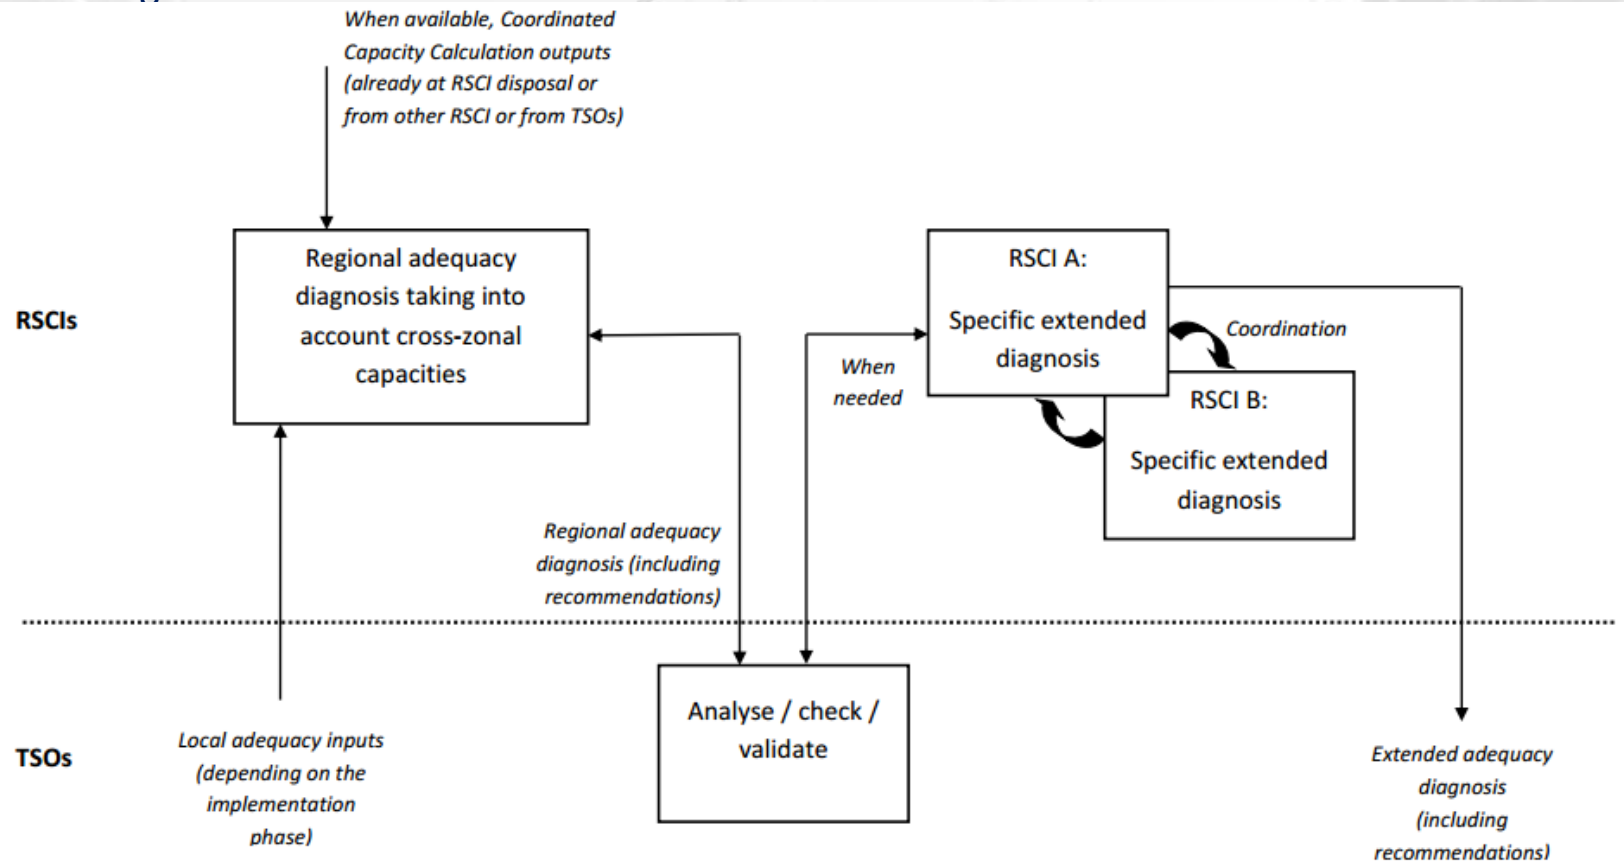 When available, Coordinated
Capacity Calculation outputs
(already at RSCI disposal or
from other RSCI or from TSOs)
Regional adequacy
diagnosis taking into
account cross-zonal
capacities
RSCI A:
Specific extended
diagnosis
RSCIs
Coordination
When
needed
RSCI B:
Specific extended
diagnosis
Regional adequacy
diagnosis (including
recommendations)
Analyse / check /
validate
TSOs
Local adequacy inputs
(depending on the
implementation
phase)
Extended adequacy
diagnosis
(including
recommendations)